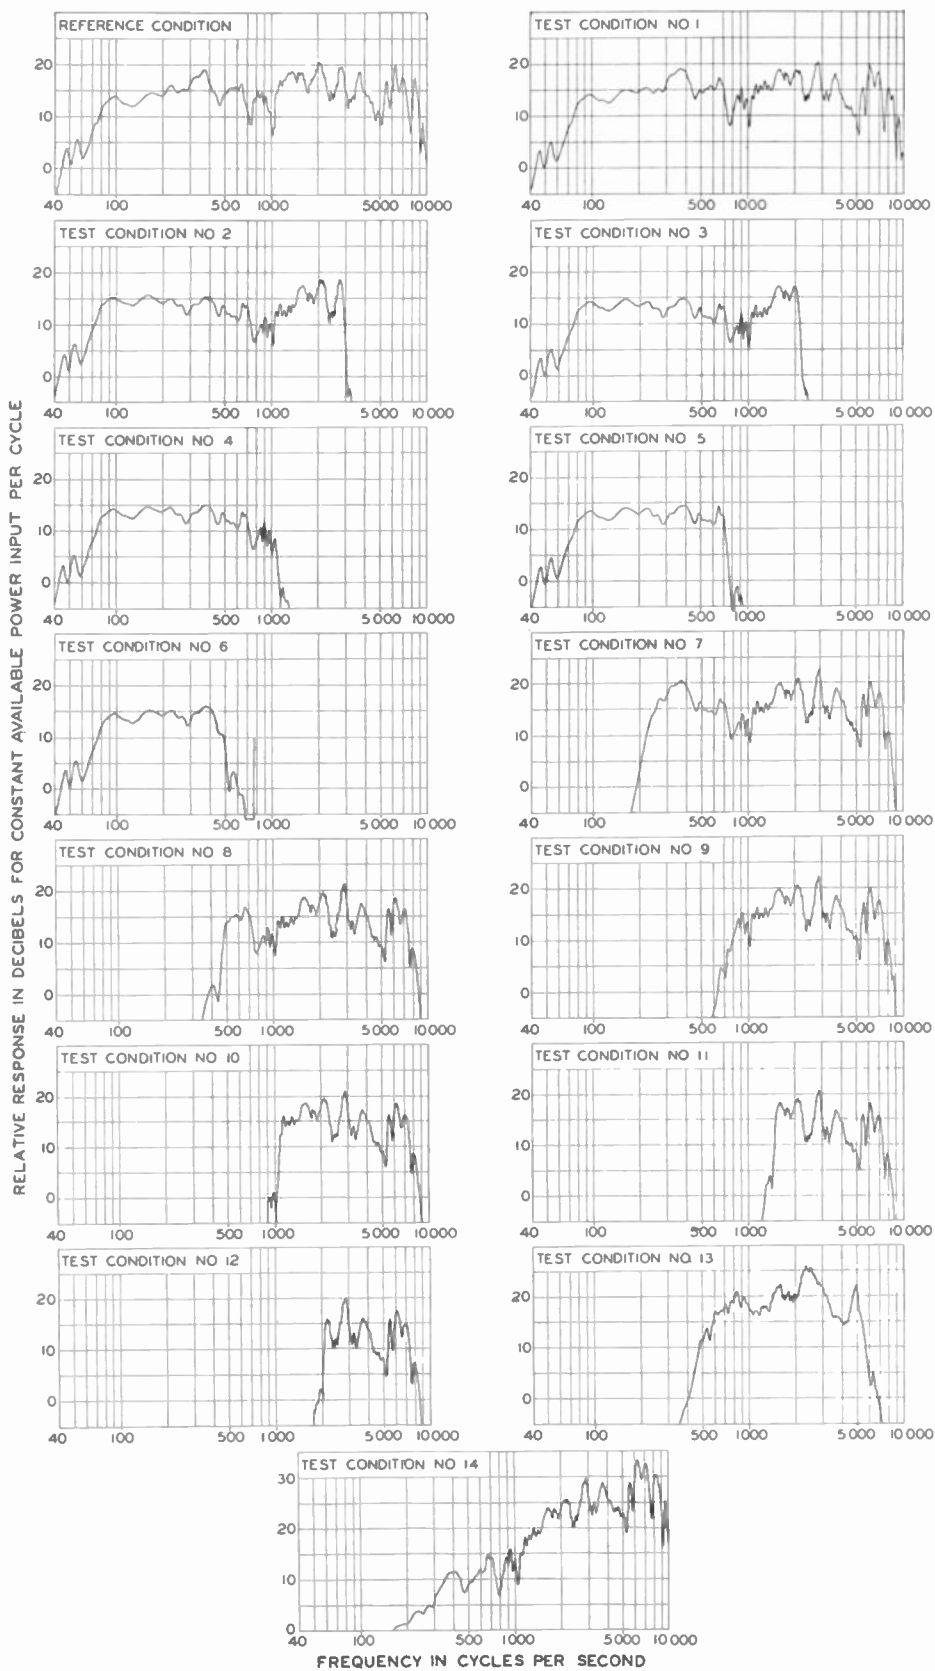 REFERENCE CONDITION
20
10
0
40 100 500 1000 5000 10000
TEST CONDITION NO 1
20
10
0
40 100 500 1000 5000 10000
TEST CONDITION NO 2
20
10
0
40 100 500 1000 5000 10000
TEST CONDITION NO 3
20
10
0
40 100 500 1000 5000 10000
TEST CONDITION NO 4
20
10
0
40 100 500 1000 5000 10000
TEST CONDITION NO 5
20
10
0
40 100 500 1000 5000 10000
TEST CONDITION NO 6
20
10
0
40 100 500 1000 5000 10000
TEST CONDITION NO 7
20
10
0
40 100 500 1000 5000 10000
TEST CONDITION NO 8
20
10
0
40 100 500 1000 5000 10000
TEST CONDITION NO 9
20
10
0
40 100 500 1000 5000 10000
TEST CONDITION NO 10
20
10
0
40 100 500 1000 5000 10000
TEST CONDITION NO 11
20
10
0
40 100 500 1000 5000 10000
TEST CONDITION NO 12
20
10
0
40 100 500 1000 5000 10000
TEST CONDITION NO. 13
20
10
0
40 100 500 1000 5000 10000
TEST CONDITION NO 14
30
20
10
0
40 100 500 1000 5000 10000
RELATIVE RESPONSE IN DECIBELS FOR CONSTANT AVAILABLE POWER INPUT PER CYCLE
FREQUENCY IN CYCLES PER SECOND